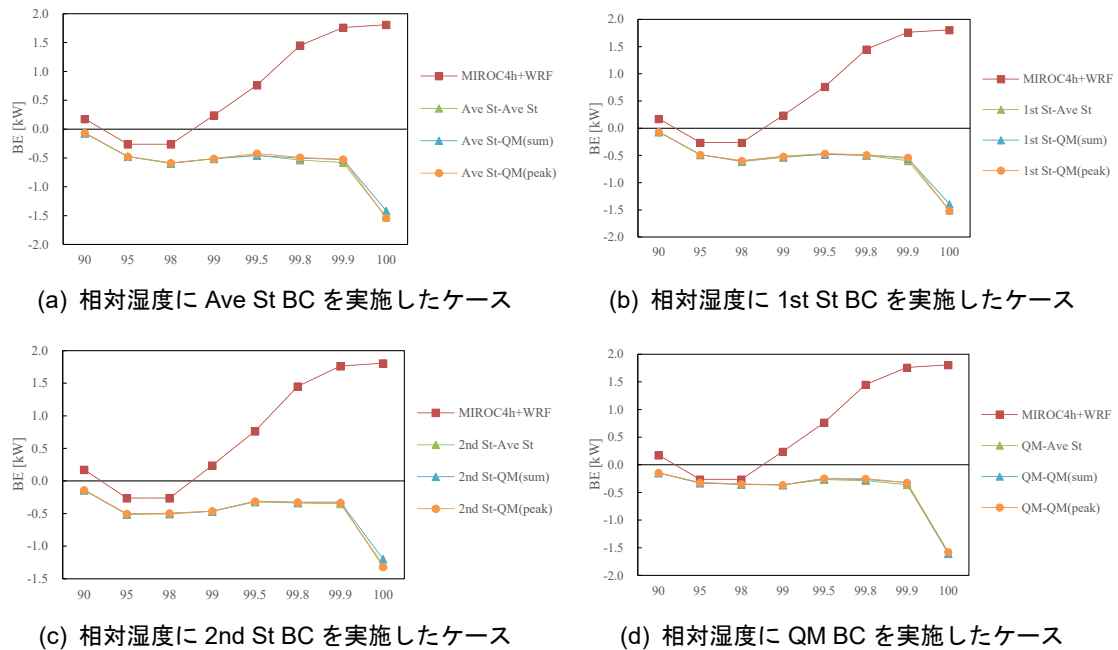 2.0
1.5
1.0
0.5
0.0
-0.5
-1.0
-1.5
-2.0
BE [kW]
90 95 98 99 99.5 99.8 99.9 100
MIROC4h+WRF
Ave St-Ave St
Ave St-QM(sum)
Ave St-QM(peak)
(a) 相対湿度に Ave St BC を実施したケース
2.0
1.5
1.0
0.5
0.0
-0.5
-1.0
-1.5
-2.0
BE [kW]
90 95 98 99 99.5 99.8 99.9 100
MIROC4h+WRF
1st St-Ave St
1st St-QM(sum)
1st St-QM(peak)
(b) 相対湿度に 1st St BC を実施したケース
2.0
1.5
1.0
0.5
0.0
-0.5
-1.0
-1.5
BE [kW]
90 95 98 99 99.5 99.8 99.9 100
MIROC4h+WRF
2nd St-Ave St
2nd St-QM(sum)
2nd St-QM(peak)
(c) 相対湿度に 2nd St BC を実施したケース
2.0
1.5
1.0
0.5
0.0
-0.5
-1.0
-1.5
-2.0
BE [kW]
90 95 98 99 99.5 99.8 99.9 100
MIROC4h+WRF
QM-Ave St
QM-QM(sum)
QM-QM(peak)
(d) 相対湿度に QM BC を実施したケース